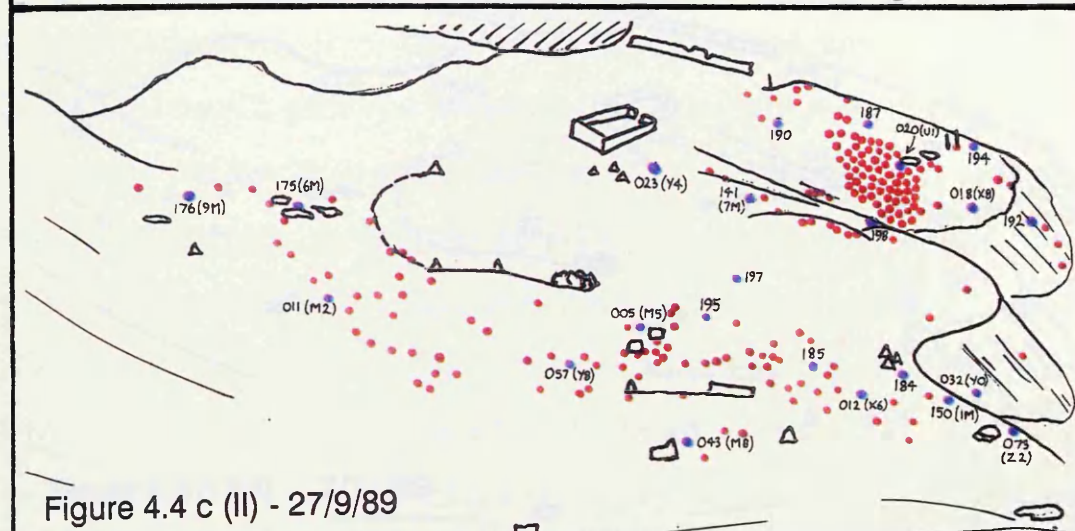 187
020(U1)
190
194
175(6M)
023(Y4)
176(9M)
141
(7M)
018(X8)
192
198
197
011(M2)
005(M5)
195
057(Y8)
185
184
032(Y0)
012(X6)
150(1M)
043(M8)
073
(Z2)
Figure 4.4 c (II) - 27/9/89